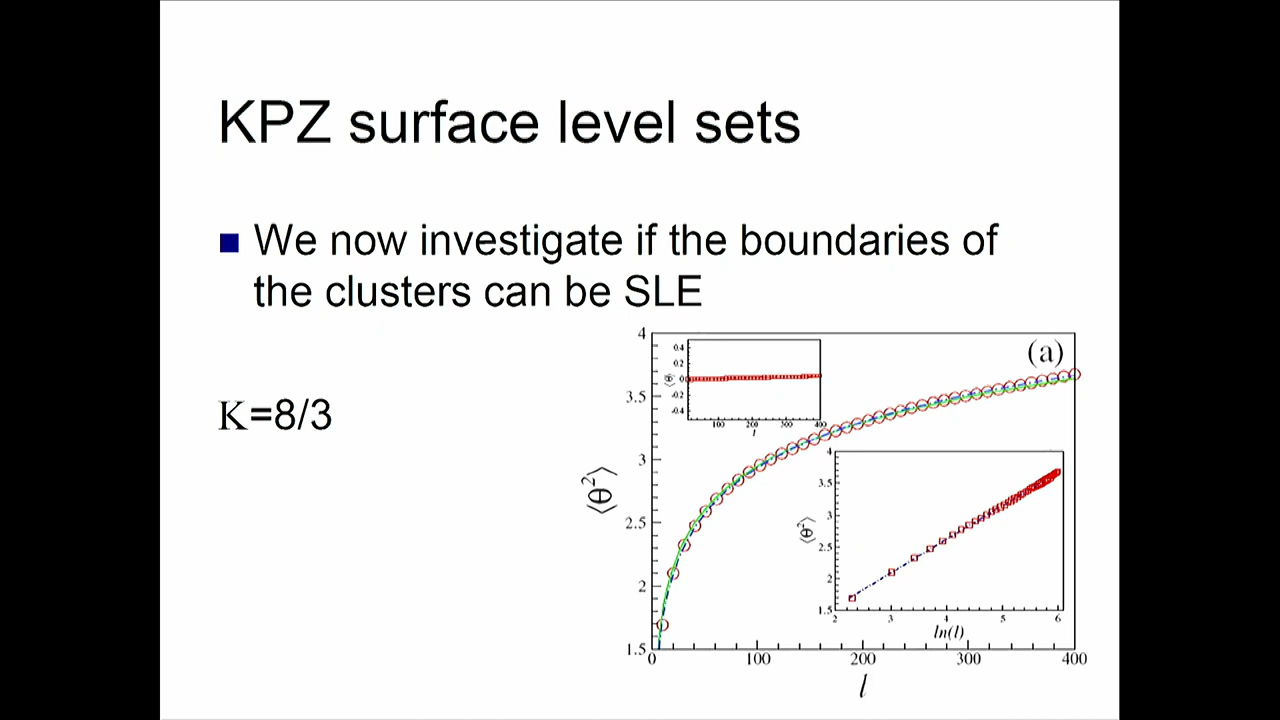 KPZ surface level sets
We now investigate if the boundaries of
the clusters can be SLE
K=8/3
(a)
4
3.5
3
2.5
2
1.5
0
100
200
300
400
l
⟨θ²⟩
0.4
0.2
0
-0.2
-0.4
⟨θ⟩
100
200
300
400
l
4
3.5
3
2.5
2
1.5
⟨θ²⟩
2
3
4
5
6
ln(l)